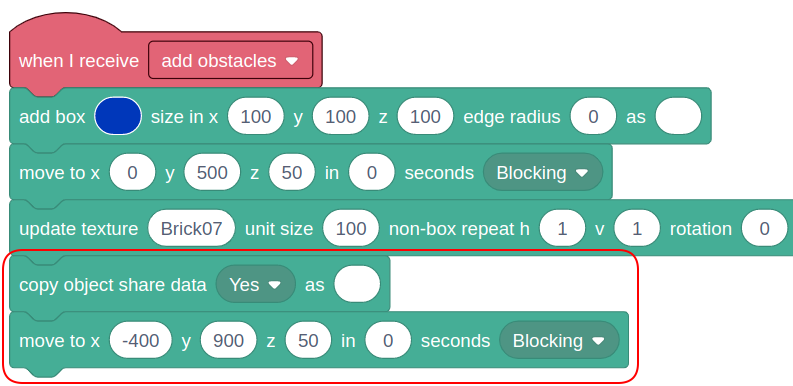 when I receive add obstacles
add box size in x 100 y 100 z 100 edge radius 0 as
move to x 0 y 500 z 50 in 0 seconds Blocking
update texture Brick07 unit size 100 non-box repeat h 1 v 1 rotation 0
copy object share data Yes as
move to x -400 y 900 z 50 in 0 seconds Blocking